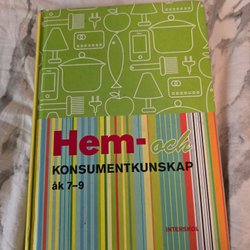 Hem- och
KONSUMENTKUNSKAP
åk 7-9
INTERSKOL